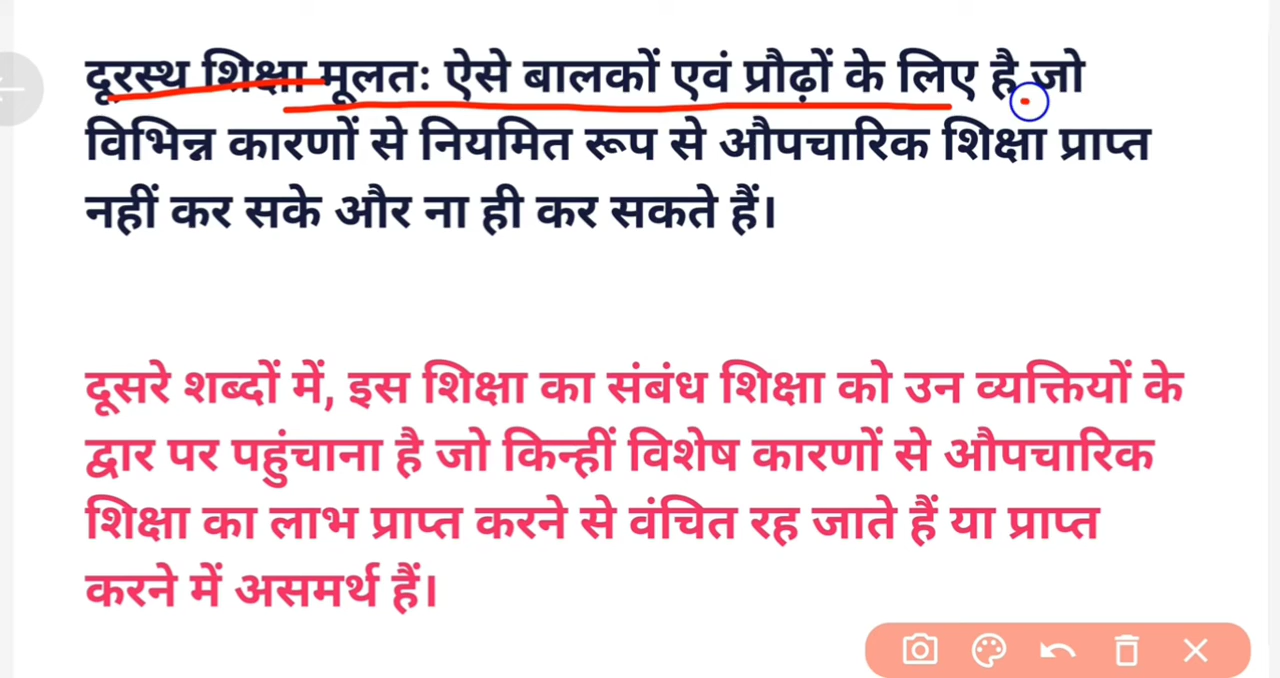 दूरस्थ शिक्षा मूलतः ऐसे बालकों एवं प्रौढ़ों के लिए है जो
विभिन्न कारणों से नियमित रूप से औपचारिक शिक्षा प्राप्त
नहीं कर सके और ना ही कर सकते हैं।
दूसरे शब्दों में, इस शिक्षा का संबंध शिक्षा को उन व्यक्तियों के
द्वार पर पहुंचाना है जो किन्हीं विशेष कारणों से औपचारिक
शिक्षा का लाभ प्राप्त करने से वंचित रह जाते हैं या प्राप्त
करने में असमर्थ हैं।